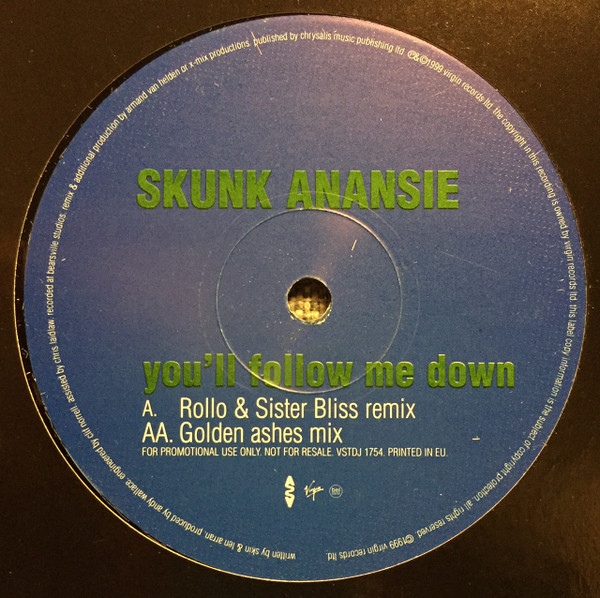 SKUNK ANANSIE
you'll follow me down
A. Rollo & Sister Bliss remix
AA. Golden ashes mix
FOR PROMOTIONAL USE ONLY. NOT FOR RESALE. VSTDJ 1754. PRINTED IN EU.
Virgin
written by skin & len arran. produced by andy wallace. engineered by clif norrel. assisted by chris laidlaw. recorded at bearsville studios. remix & additional production by armand van helden or x-mix productions. published by chrysalis music publishing ltd. ℗&©1999 virgin records ltd. the copyright in this recording is owned by virgin records ltd. this label copy information is the subject of copyright protection. all rights reserved. ©1999 virgin records ltd.